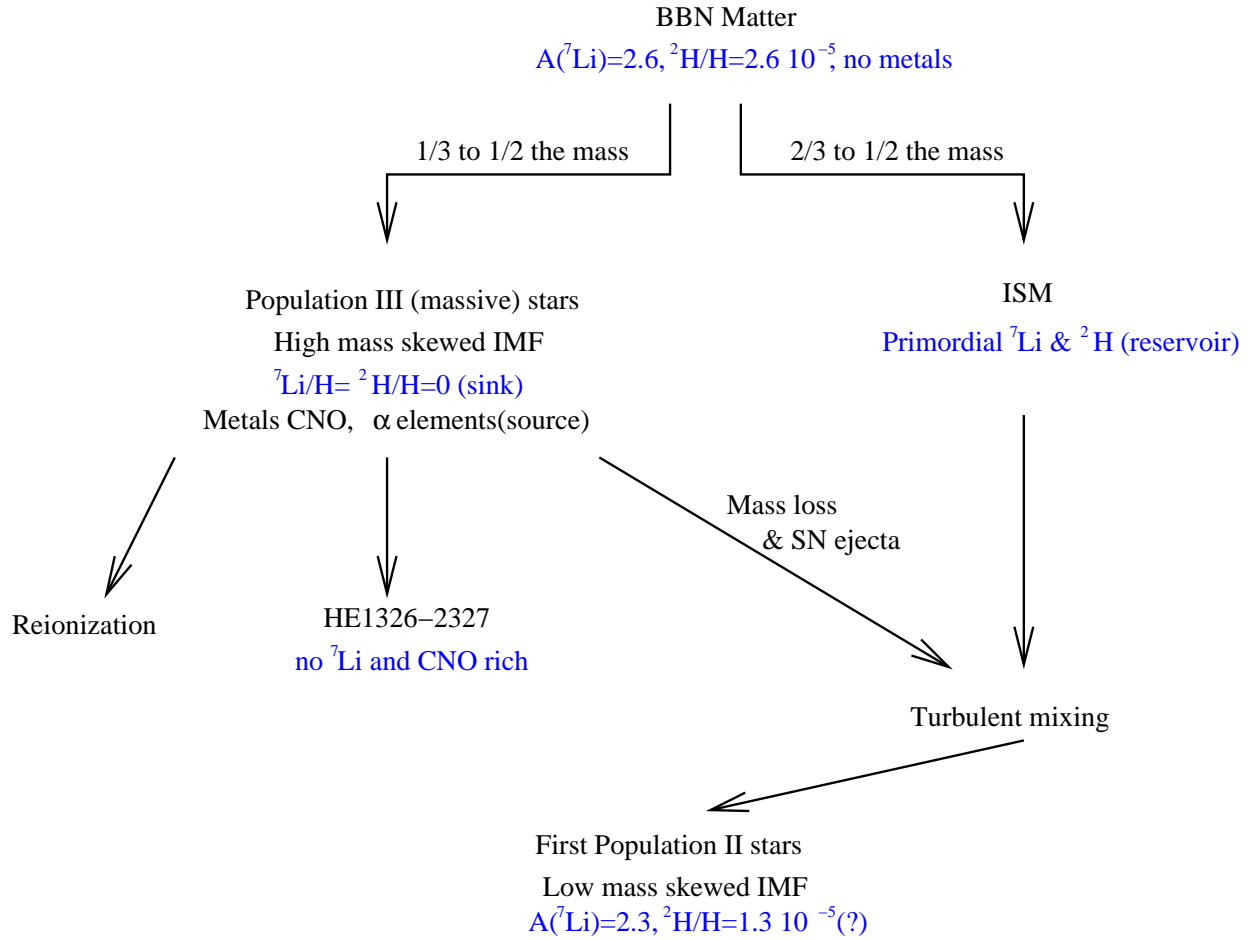 BBN Matter
A(⁷Li)=2.6, ²H/H=2.6 10⁻⁵, no metals
1/3 to 1/2 the mass
2/3 to 1/2 the mass
Population III (massive) stars
High mass skewed IMF
⁷Li/H= ²H/H=0 (sink)
Metals CNO, α elements(source)
ISM
Primordial ⁷Li & ²H (reservoir)
Mass loss
& SN ejecta
Reionization
HE1326−2327
no ⁷Li and CNO rich
Turbulent mixing
First Population II stars
Low mass skewed IMF
A(⁷Li)=2.3, ²H/H=1.3 10⁻⁵(?)